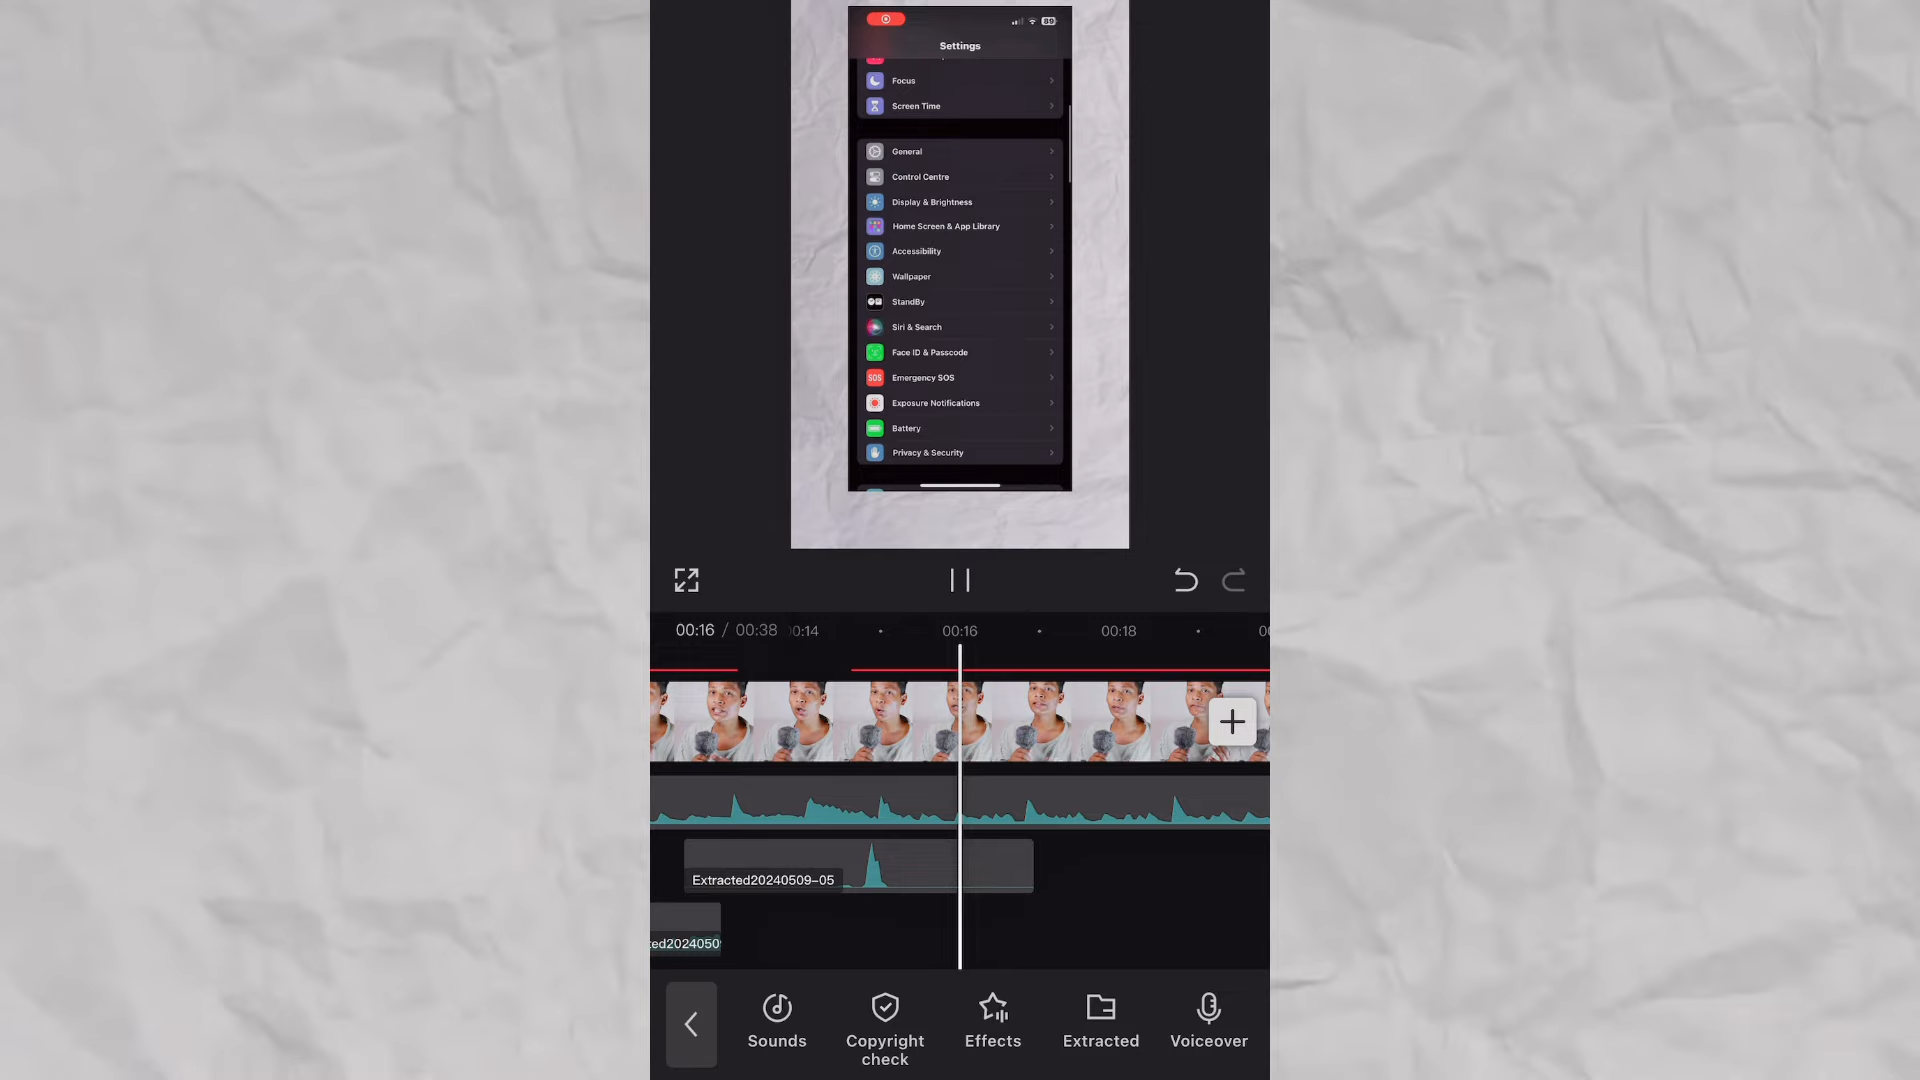 89
Settings
Focus
Screen Time
General
Control Centre
Display & Brightness
Home Screen & App Library
Accessibility
Wallpaper
StandBy
Siri & Search
Face ID & Passcode
SOS Emergency SOS
Exposure Notifications
Battery
Privacy & Security
00:16 / 00:38 00:14 00:16 00:18
Extracted20240509-05
ted2024050
Sounds
Copyright check
Effects
Extracted
Voiceover